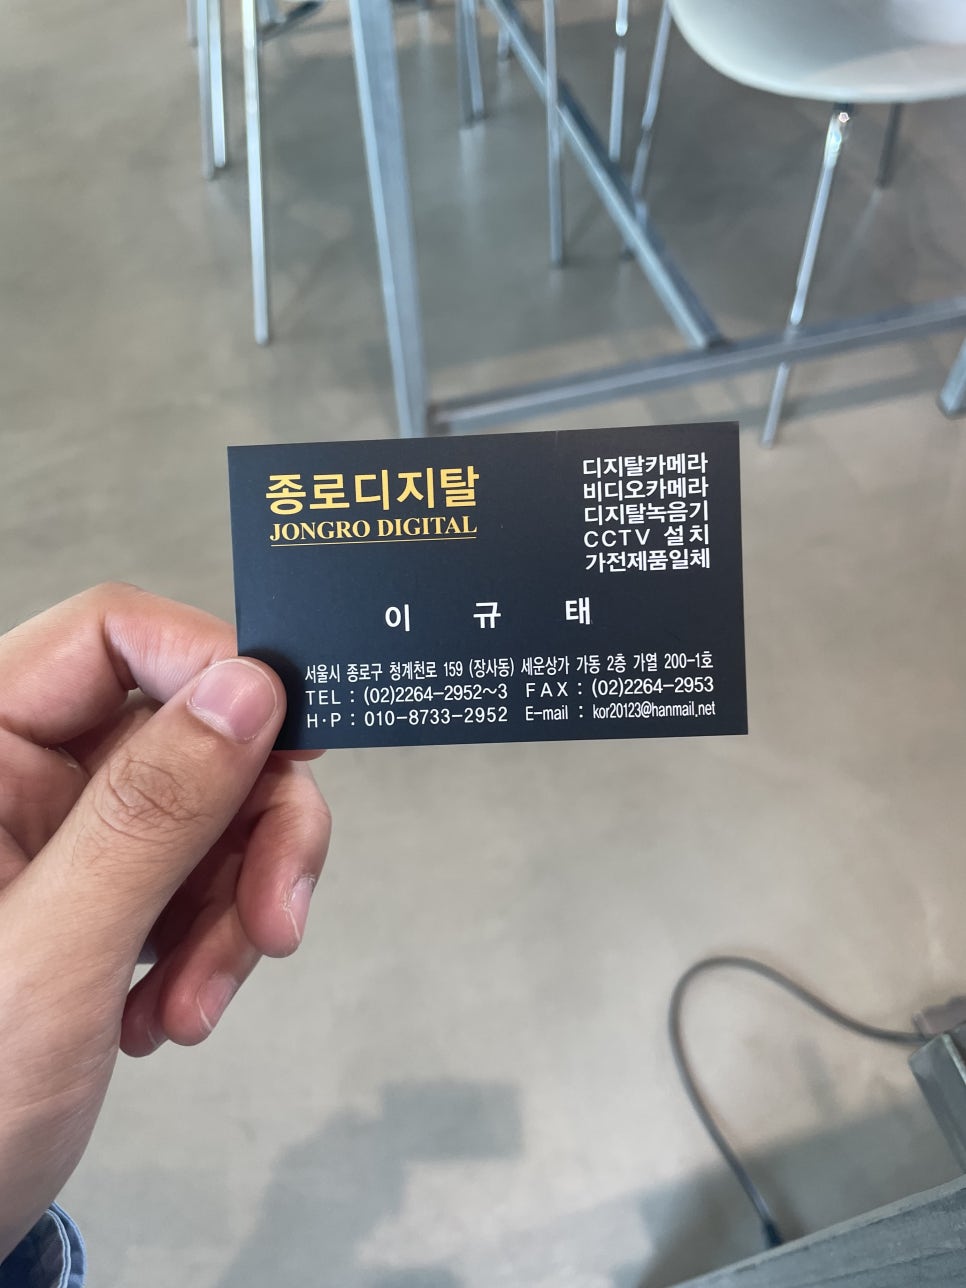 종로디지탈
JONGRO DIGITAL
디지탈카메라
비디오카메라
디지탈녹음기
CCTV 설치
가전제품일체
이 규 태
서울시 종로구 청계천로 159 (장사동) 세운상가 가동 2층 가열 200-1호
TEL : (02)2264-2952~3 FAX : (02)2264-2953
H·P : 010-8733-2952 E-mail : kor20123@hanmail.net